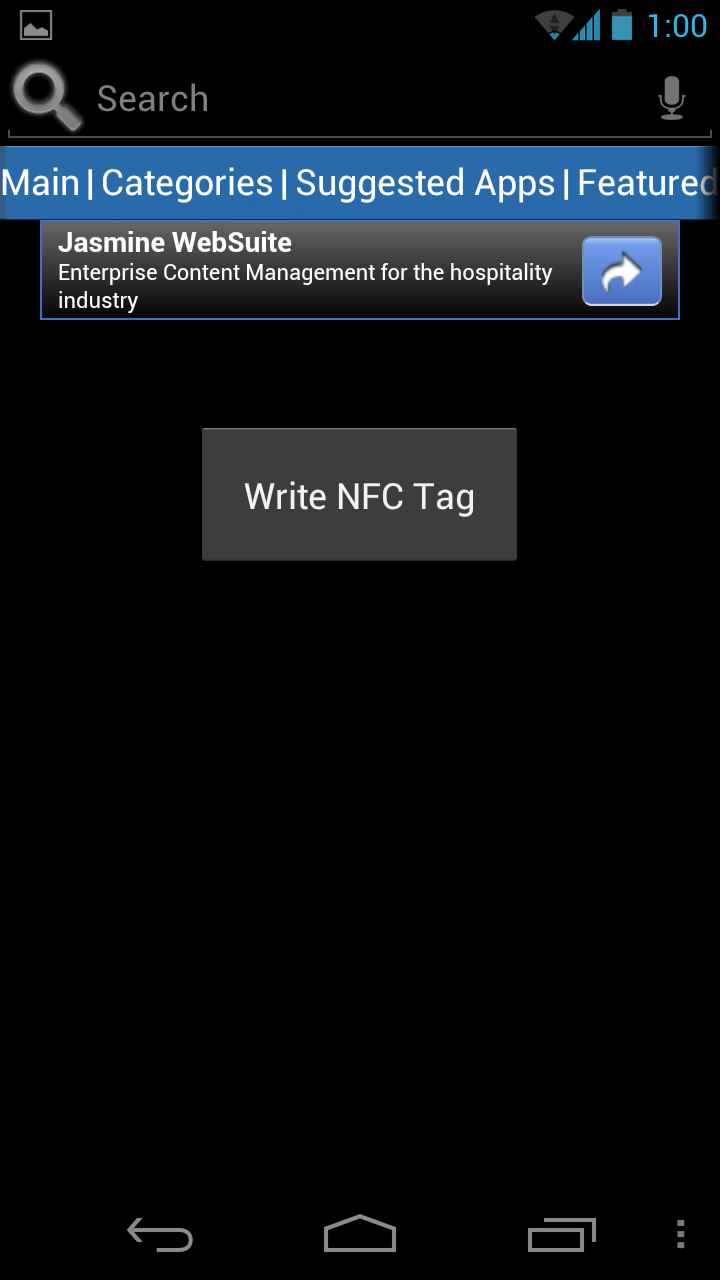 1:00
Search
Main | Categories | Suggested Apps | Featured
Jasmine WebSuite
Enterprise Content Management for the hospitality
industry
Write NFC Tag